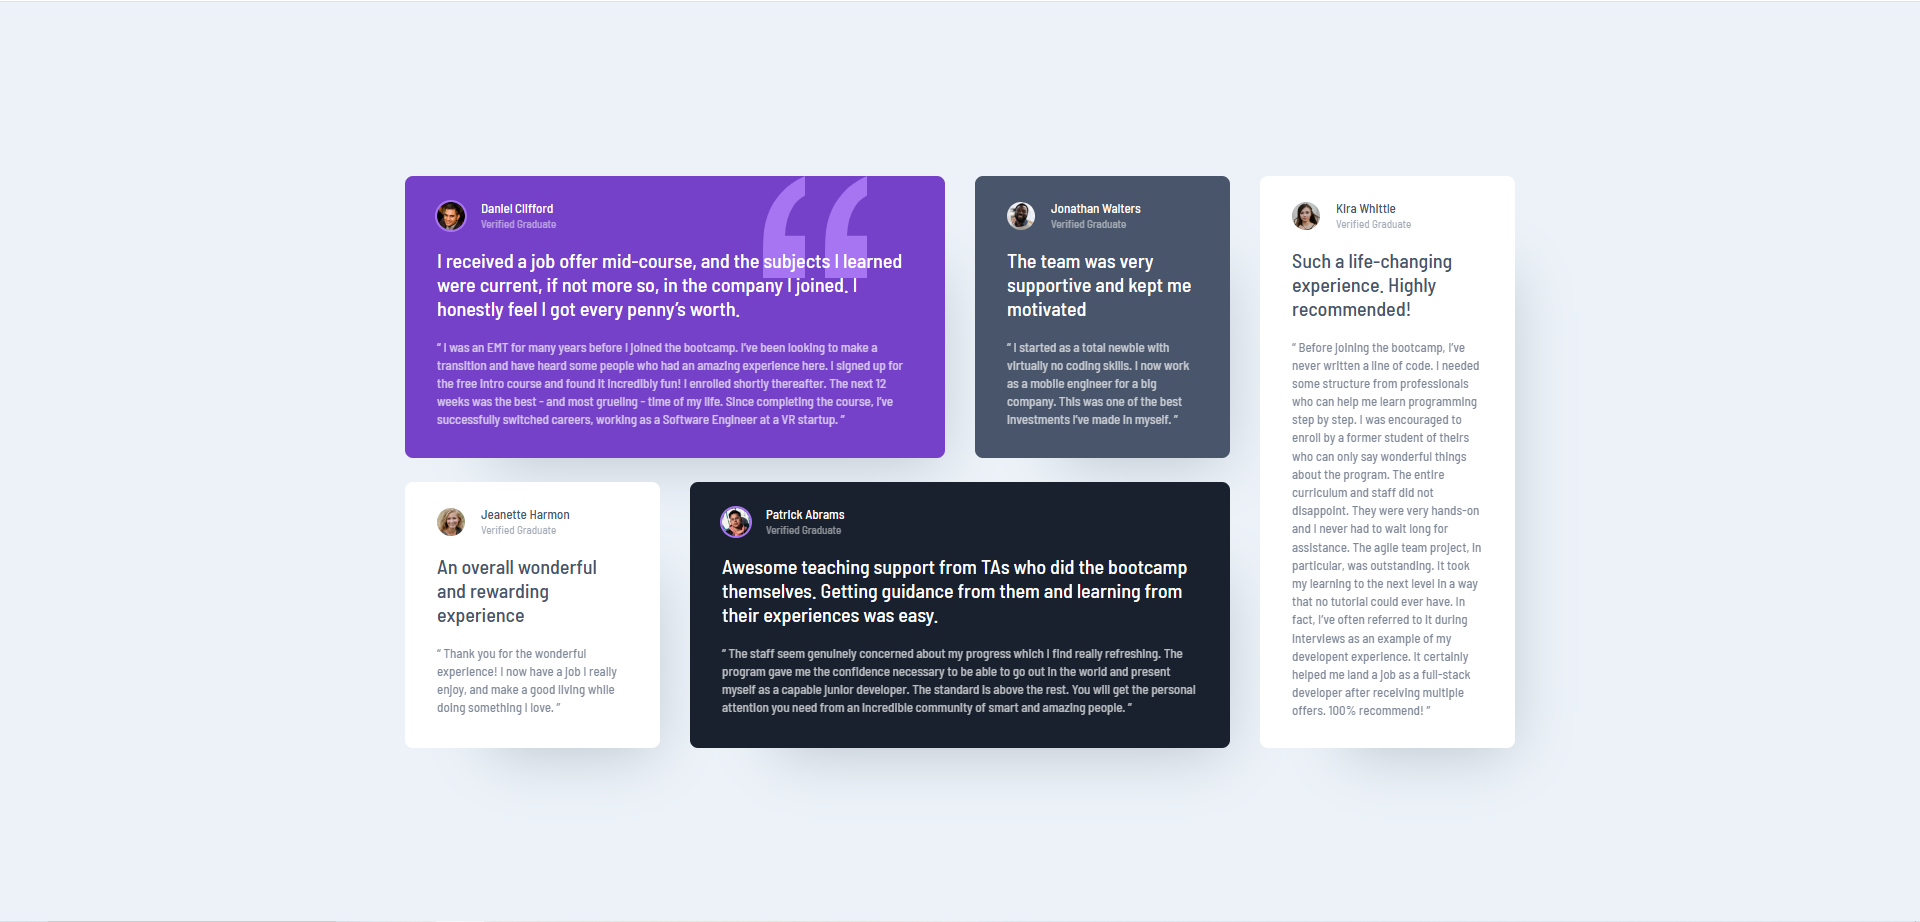 Daniel Clifford
Verified Graduate
I received a job offer mid-course, and the subjects I learned
were current, if not more so, in the company I joined. I
honestly feel I got every penny’s worth.
“ I was an EMT for many years before I joined the bootcamp. I’ve been looking to make a
transition and have heard some people who had an amazing experience here. I signed up for
the free intro course and found it incredibly fun! I enrolled shortly thereafter. The next 12
weeks was the best - and most grueling - time of my life. Since completing the course, I’ve
successfully switched careers, working as a Software Engineer at a VR startup. ”
Jonathan Walters
Verified Graduate
The team was very
supportive and kept me
motivated
“ I started as a total newbie with
virtually no coding skills. I now work
as a mobile engineer for a big
company. This was one of the best
investments I’ve made in myself. ”
Kira Whittle
Verified Graduate
Such a life-changing
experience. Highly
recommended!
“ Before joining the bootcamp, I’ve
never written a line of code. I needed
some structure from professionals
who can help me learn programming
step by step. I was encouraged to
enroll by a former student of theirs
who can only say wonderful things
about the program. The entire
curriculum and staff did not
disappoint. They were very hands-on
and I never had to wait long for
assistance. The agile team project, in
particular, was outstanding. It took
my learning to the next level in a way
that no tutorial could ever have. In
fact, I’ve often referred to it during
interviews as an example of my
developent experience. It certainly
helped me land a job as a full-stack
developer after receiving multiple
offers. 100% recommend! ”
Jeanette Harmon
Verified Graduate
An overall wonderful
and rewarding
experience
“ Thank you for the wonderful
experience! I now have a job I really
enjoy, and make a good living while
doing something I love. ”
Patrick Abrams
Verified Graduate
Awesome teaching support from TAs who did the bootcamp
themselves. Getting guidance from them and learning from
their experiences was easy.
“ The staff seem genuinely concerned about my progress which I find really refreshing. The
program gave me the confidence necessary to be able to go out in the world and present
myself as a capable junior developer. The standard is above the rest. You will get the personal
attention you need from an incredible community of smart and amazing people. ”